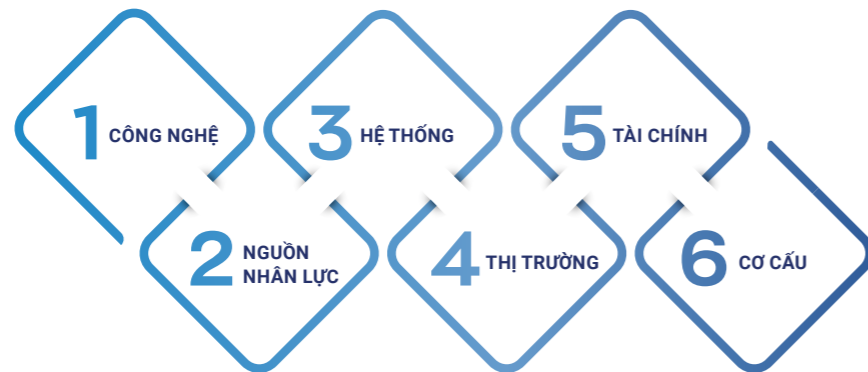 1 CÔNG NGHỆ
2 NGUỒN
NHÂN LỰC
3 HỆ THỐNG
4 THỊ TRƯỜNG
5 TÀI CHÍNH
6 CƠ CẤU